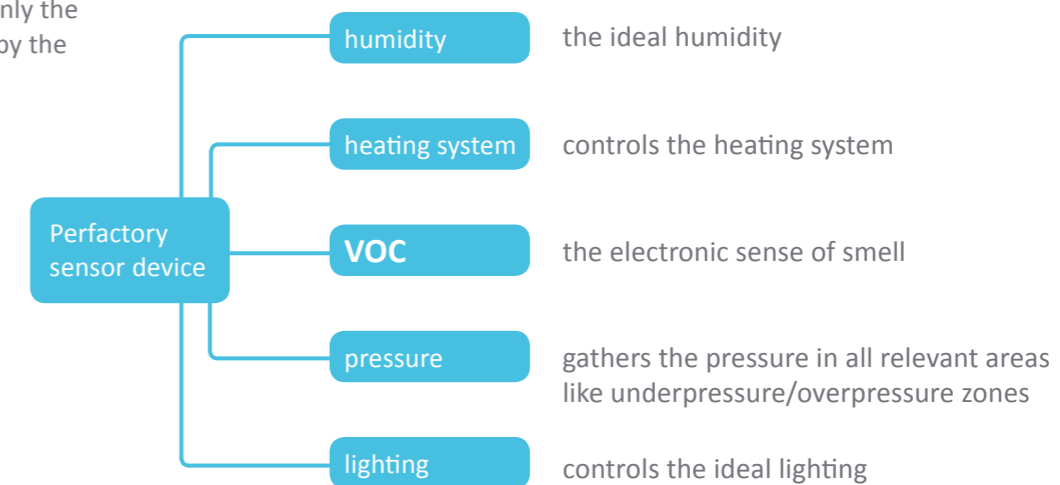 nly the
by the
humidity
the ideal humidity
heating system
controls the heating system
Perfactory
sensor device
VOC
the electronic sense of smell
pressure
gathers the pressure in all relevant areas
like underpressure/overpressure zones
lighting
controls the ideal lighting